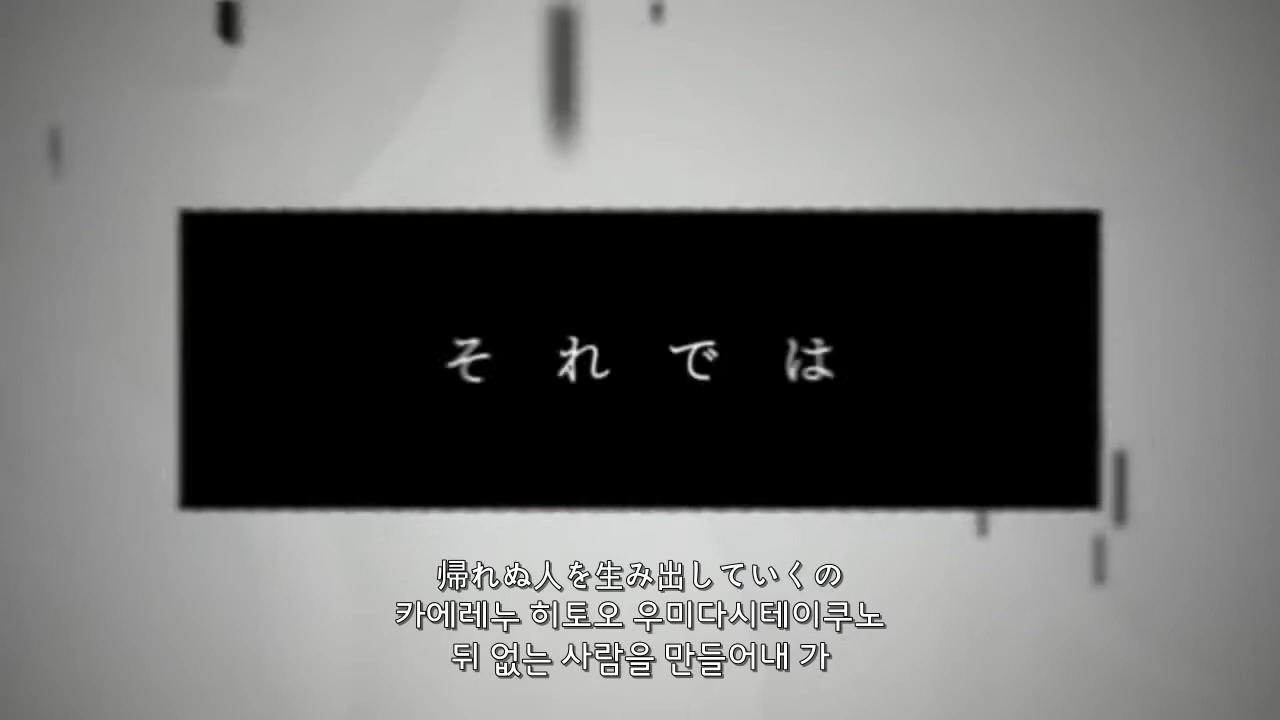 それでは
帰れぬ人を生み出していくの
카에레누 히토오 우미다시테이쿠노
뒤 없는 사람을 만들어내 가